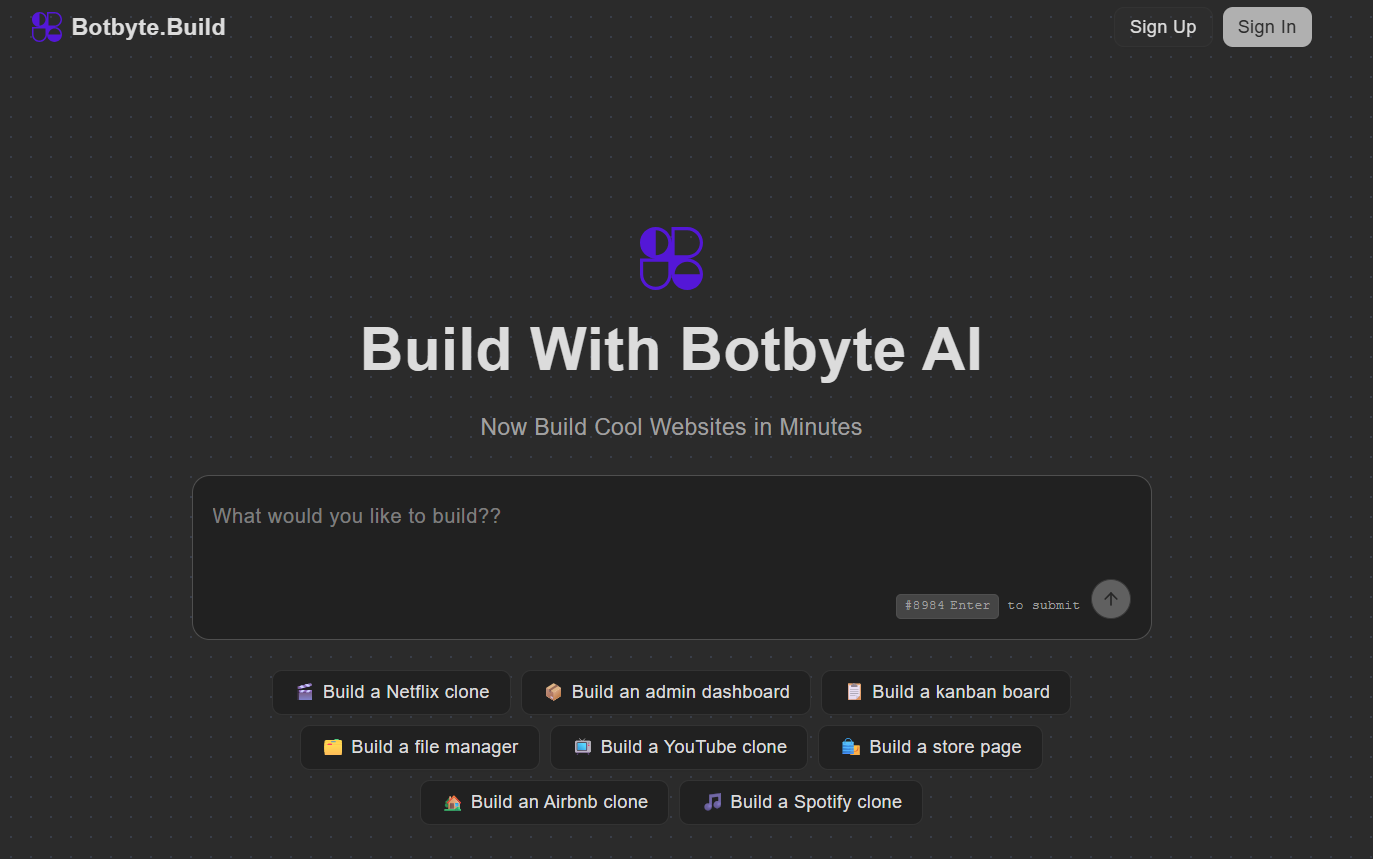 Botbyte.Build
Sign Up
Sign In
Build With Botbyte AI
Now Build Cool Websites in Minutes
What would you like to build??
#8984 Enter to submit
Build a Netflix clone
Build an admin dashboard
Build a kanban board
Build a file manager
Build a YouTube clone
Build a store page
Build an Airbnb clone
Build a Spotify clone